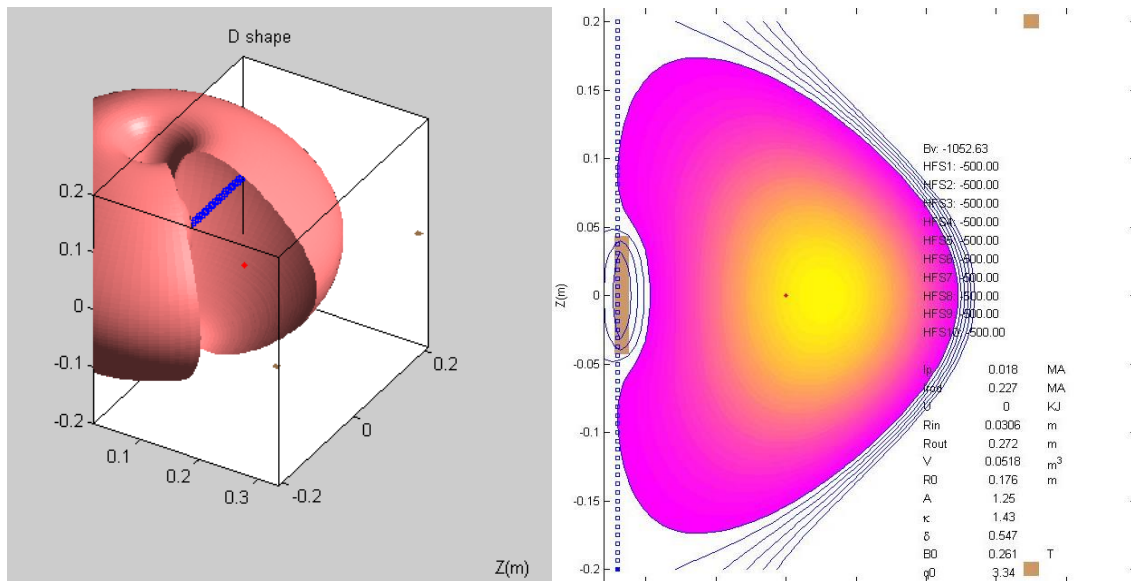 D shape
0.2
0.1
0
-0.1
-0.2
0.1
0.2
0.3
-0.2
0
0.2
Z(m)
Z(m)
0.2
0.15
0.1
0.05
0
-0.05
-0.1
-0.15
-0.2
Bv: -1052.63
HFS1: -500.00
HFS2: -500.00
HFS3: -500.00
HFS4: -500.00
HFS5: -500.00
HFS6: -500.00
HFS7: -500.00
HFS8: -500.00
HFS9: -500.00
HFS10: -500.00
Ip 0.018 MA
Irod 0.227 MA
U 0 KJ
Rin 0.0306 m
Rout 0.272 m
V 0.0518 m³
R0 0.176 m
A 1.25
κ 1.43
δ 0.547
B0 0.261 T
q0 3.34